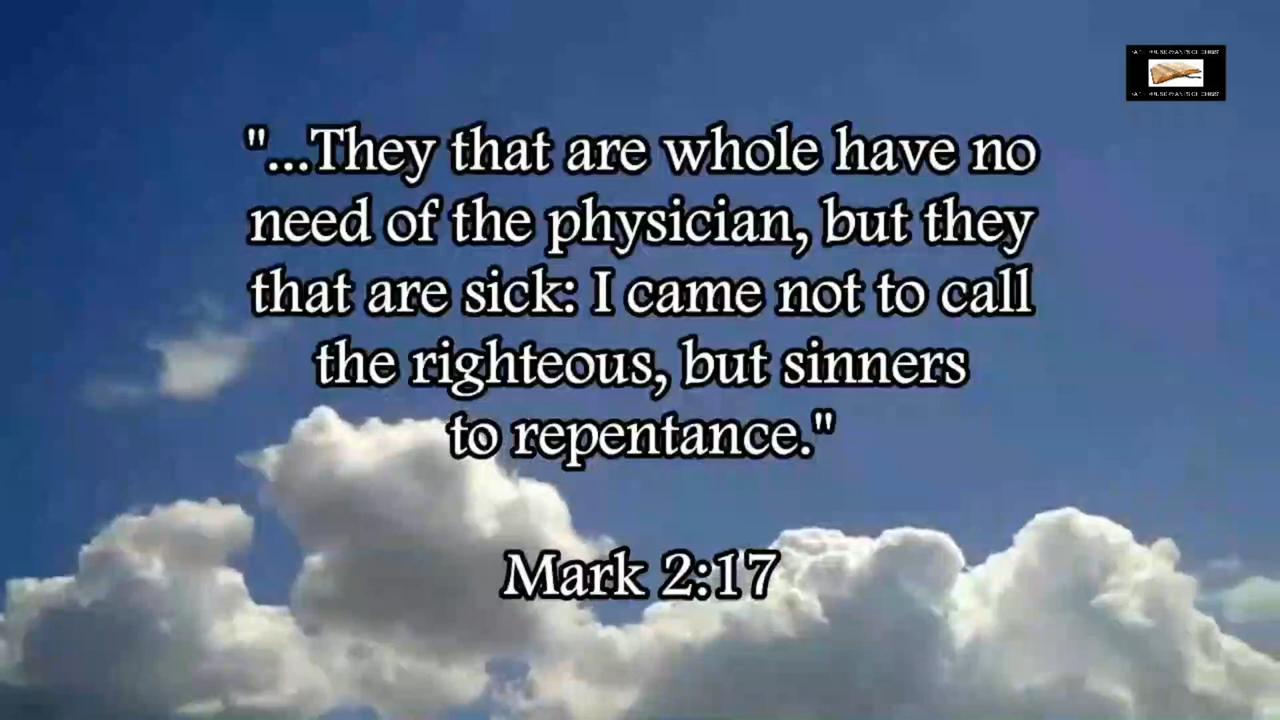 "...They that are whole have no
need of the physician, but they
that are sick: I came not to call
the righteous, but sinners
to repentance."
Mark 2:17